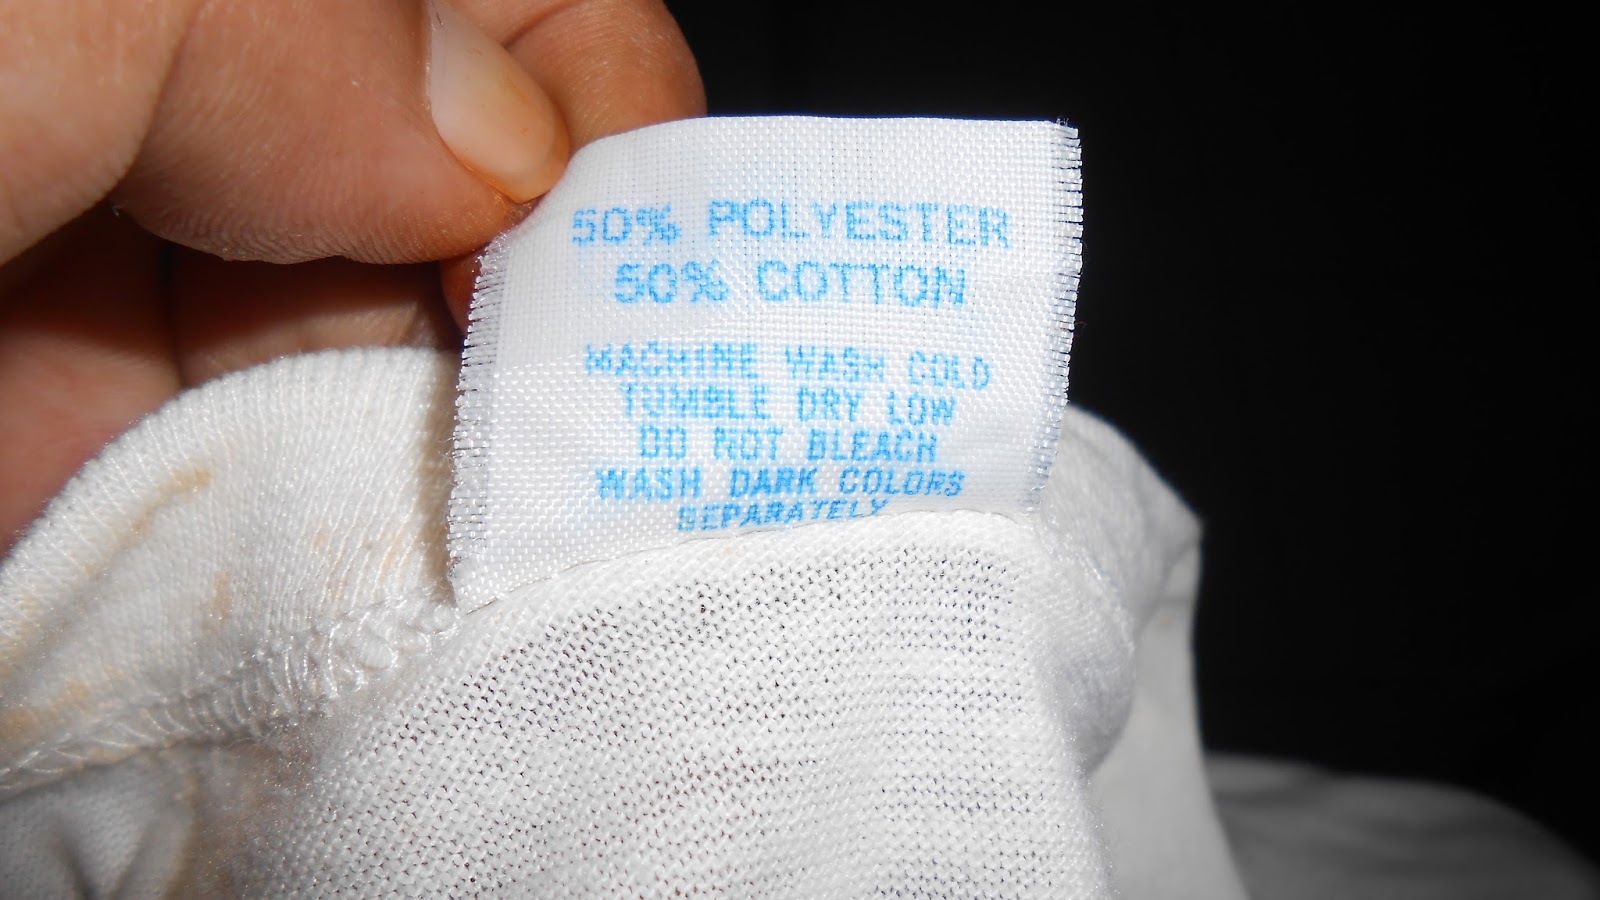 50% POLYESTER
50% COTTON
MACHINE WASH COLD
TUMBLE DRY LOW
DO NOT BLEACH
WASH DARK COLORS
SEPARATELY